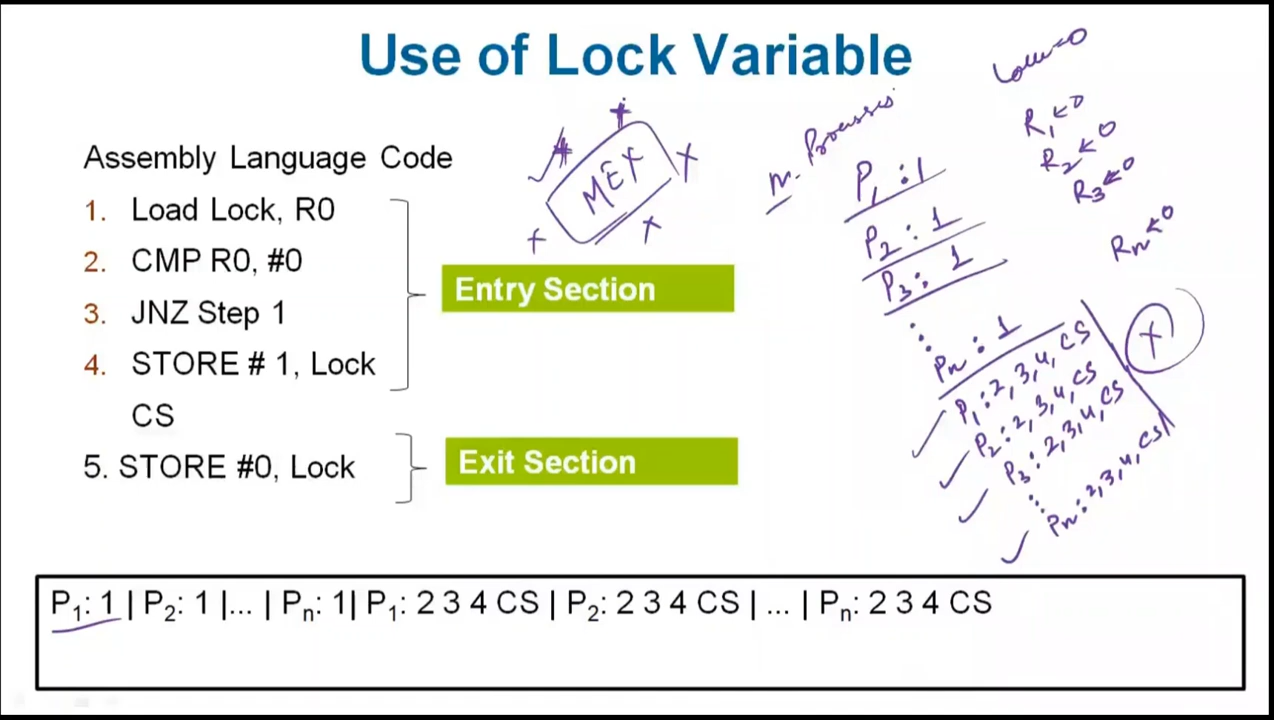 Use of Lock Variable
Assembly Language Code
1. Load Lock, R0
2. CMP R0, #0
3. JNZ Step 1
4. STORE # 1, Lock
CS
5. STORE #0, Lock
Entry Section
Exit Section
MEX
n. Processes
P1 : 1
P2 : 1
P3 : 1
⋮
Pn : 1
P1 : 2, 3, 4, CS
P2 : 2, 3, 4, CS
P3 : 2, 3, 4, CS
⋮
Pn : 2, 3, 4, CS
R1 ← 0
R2 ← 0
R3 ← 0
Rn ← 0
P1: 1 | P2: 1 |... | Pn: 1| P1: 2 3 4 CS | P2: 2 3 4 CS | ... | Pn: 2 3 4 CS